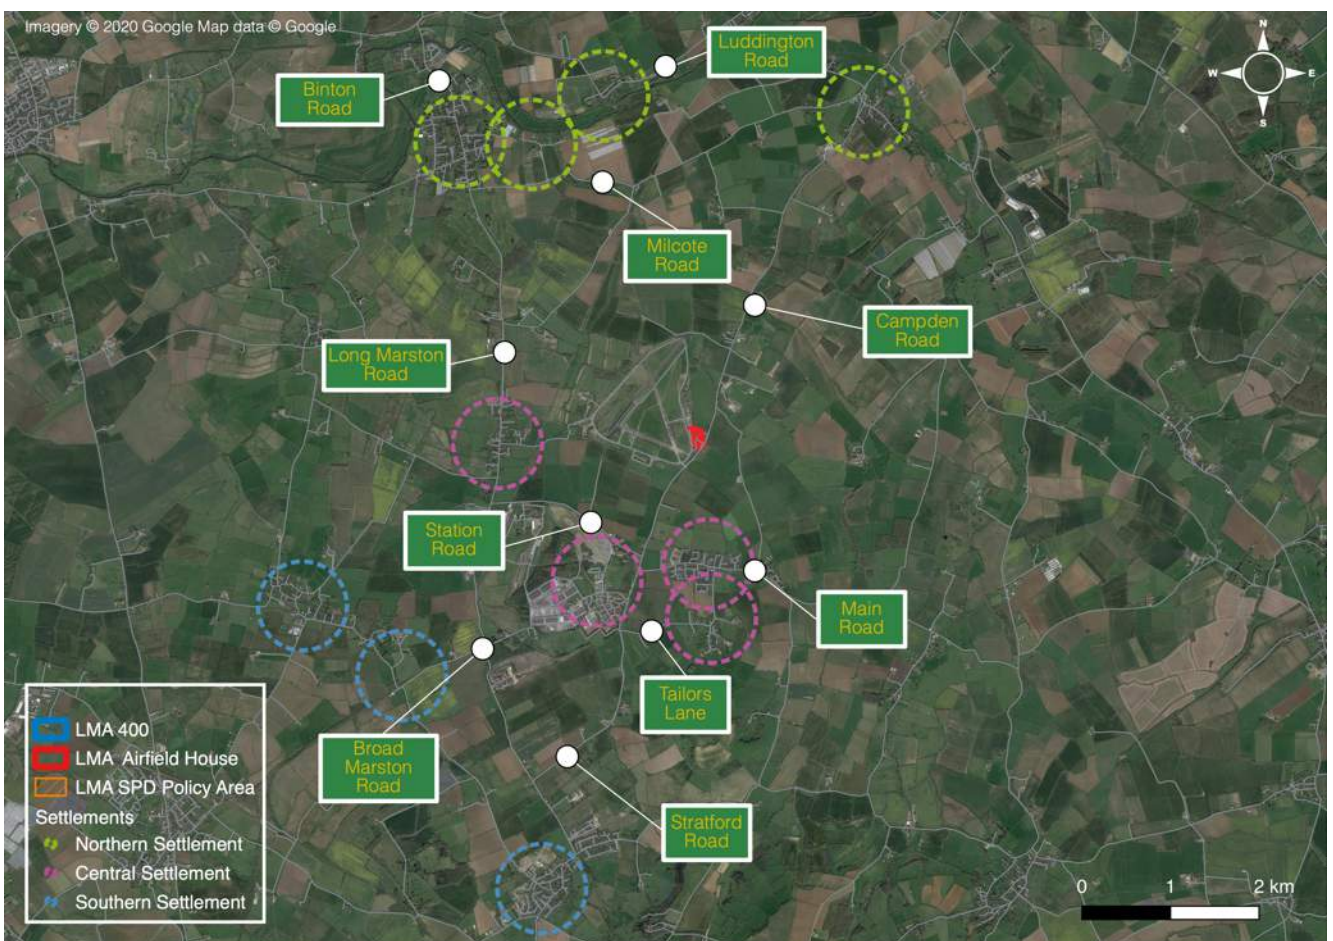 Imagery © 2020 Google Map data © Google
Luddington
Road
N
W
E
S
Binton
Road
Milcote
Road
Campden
Road
Long Marston
Road
Station
Road
Main
Road
Tailors
Lane
Broad
Marston
Road
Stratford
Road
LMA 400
LMA Airfield House
LMA SPD Policy Area
Settlements
Northern Settlement
Central Settlement
Southern Settlement
0
1
2 km